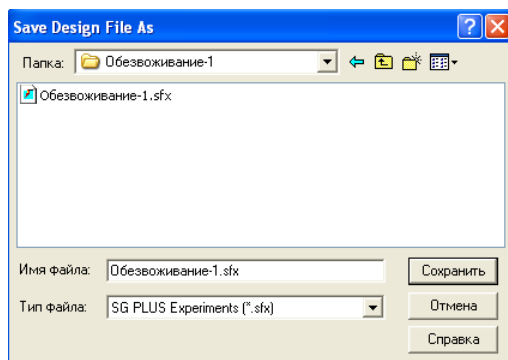 Save Design File As
Папка: Обезвоживание-1
Обезвоживание-1.sfx
Имя файла: Обезвоживание-1.sfx Сохранить
Тип файла: SG PLUS Experiments (*.sfx) Отмена
Справка